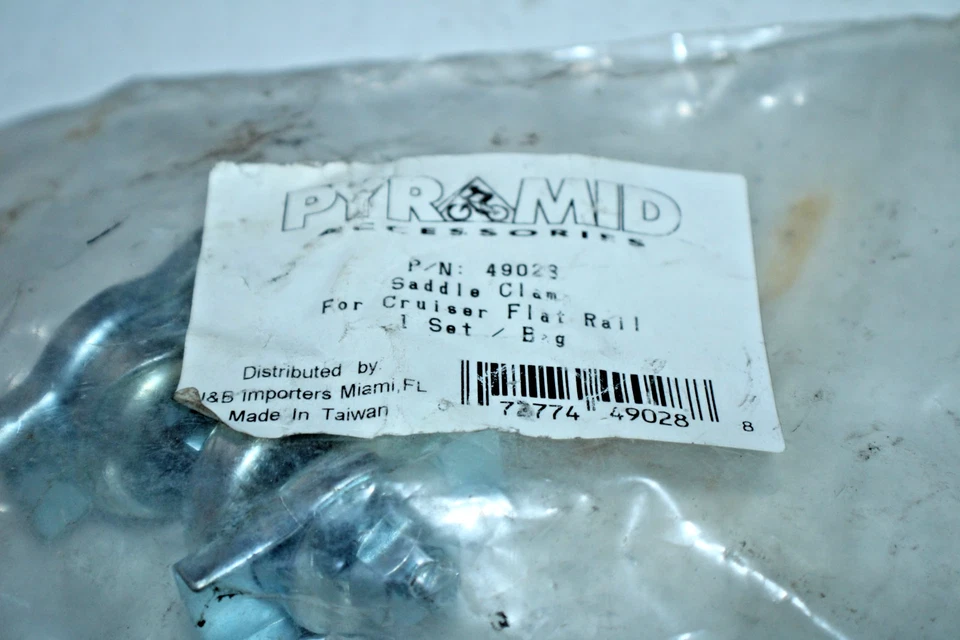 PYRAMID
ACCESSORIES
P/N: 49028
Saddle Clam
For Cruiser Flat Rail
1 Set / Bag
Distributed by
J&B Importers Miami, FL
Made In Taiwan
72774 49028 8